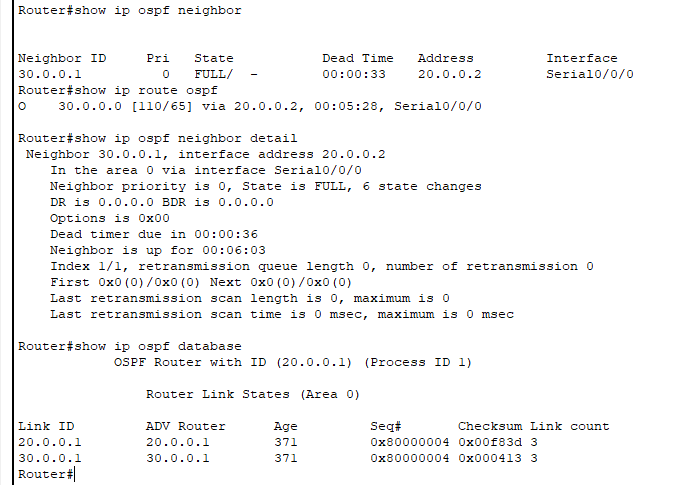 Router#show ip ospf neighbor
Neighbor ID     Pri   State           Dead Time   Address         Interface
30.0.0.1          0   FULL/  -        00:00:33    20.0.0.2        Serial0/0/0
Router#show ip route ospf
O    30.0.0.0 [110/65] via 20.0.0.2, 00:05:28, Serial0/0/0
Router#show ip ospf neighbor detail
 Neighbor 30.0.0.1, interface address 20.0.0.2
    In the area 0 via interface Serial0/0/0
    Neighbor priority is 0, State is FULL, 6 state changes
    DR is 0.0.0.0 BDR is 0.0.0.0
    Options is 0x00
    Dead timer due in 00:00:36
    Neighbor is up for 00:06:03
    Index 1/1, retransmission queue length 0, number of retransmission 0
    First 0x0(0)/0x0(0) Next 0x0(0)/0x0(0)
    Last retransmission scan length is 0, maximum is 0
    Last retransmission scan time is 0 msec, maximum is 0 msec
Router#show ip ospf database
            OSPF Router with ID (20.0.0.1) (Process ID 1)
                Router Link States (Area 0)
Link ID         ADV Router      Age         Seq#       Checksum Link count
20.0.0.1        20.0.0.1        371         0x80000004 0x00f83d 3
30.0.0.1        30.0.0.1        371         0x80000004 0x000413 3
Router#